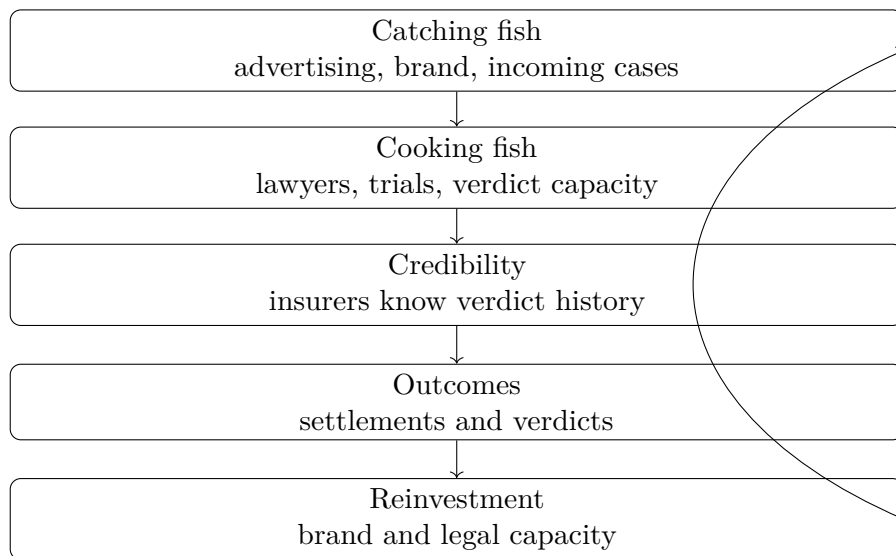 Catching fish
advertising, brand, incoming cases
Cooking fish
lawyers, trials, verdict capacity
Credibility
insurers know verdict history
Outcomes
settlements and verdicts
Reinvestment
brand and legal capacity